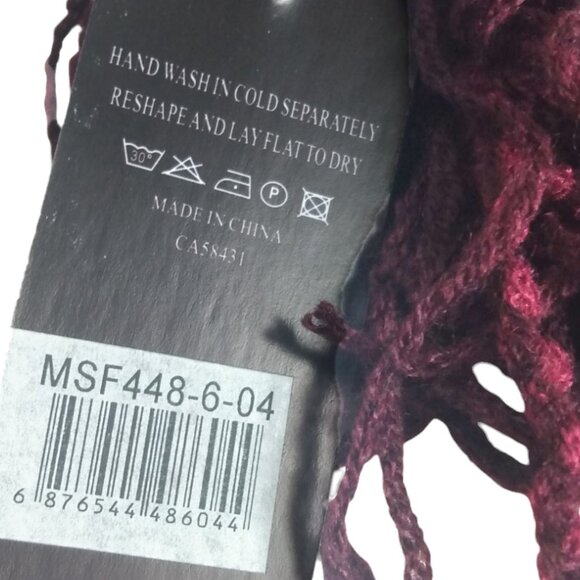 HAND WASH IN COLD SEPARATELY
RESHAPE AND LAY FLAT TO DRY
30° P
MADE IN CHINA
CA58431
MSF448-6-04
6 876544 486044